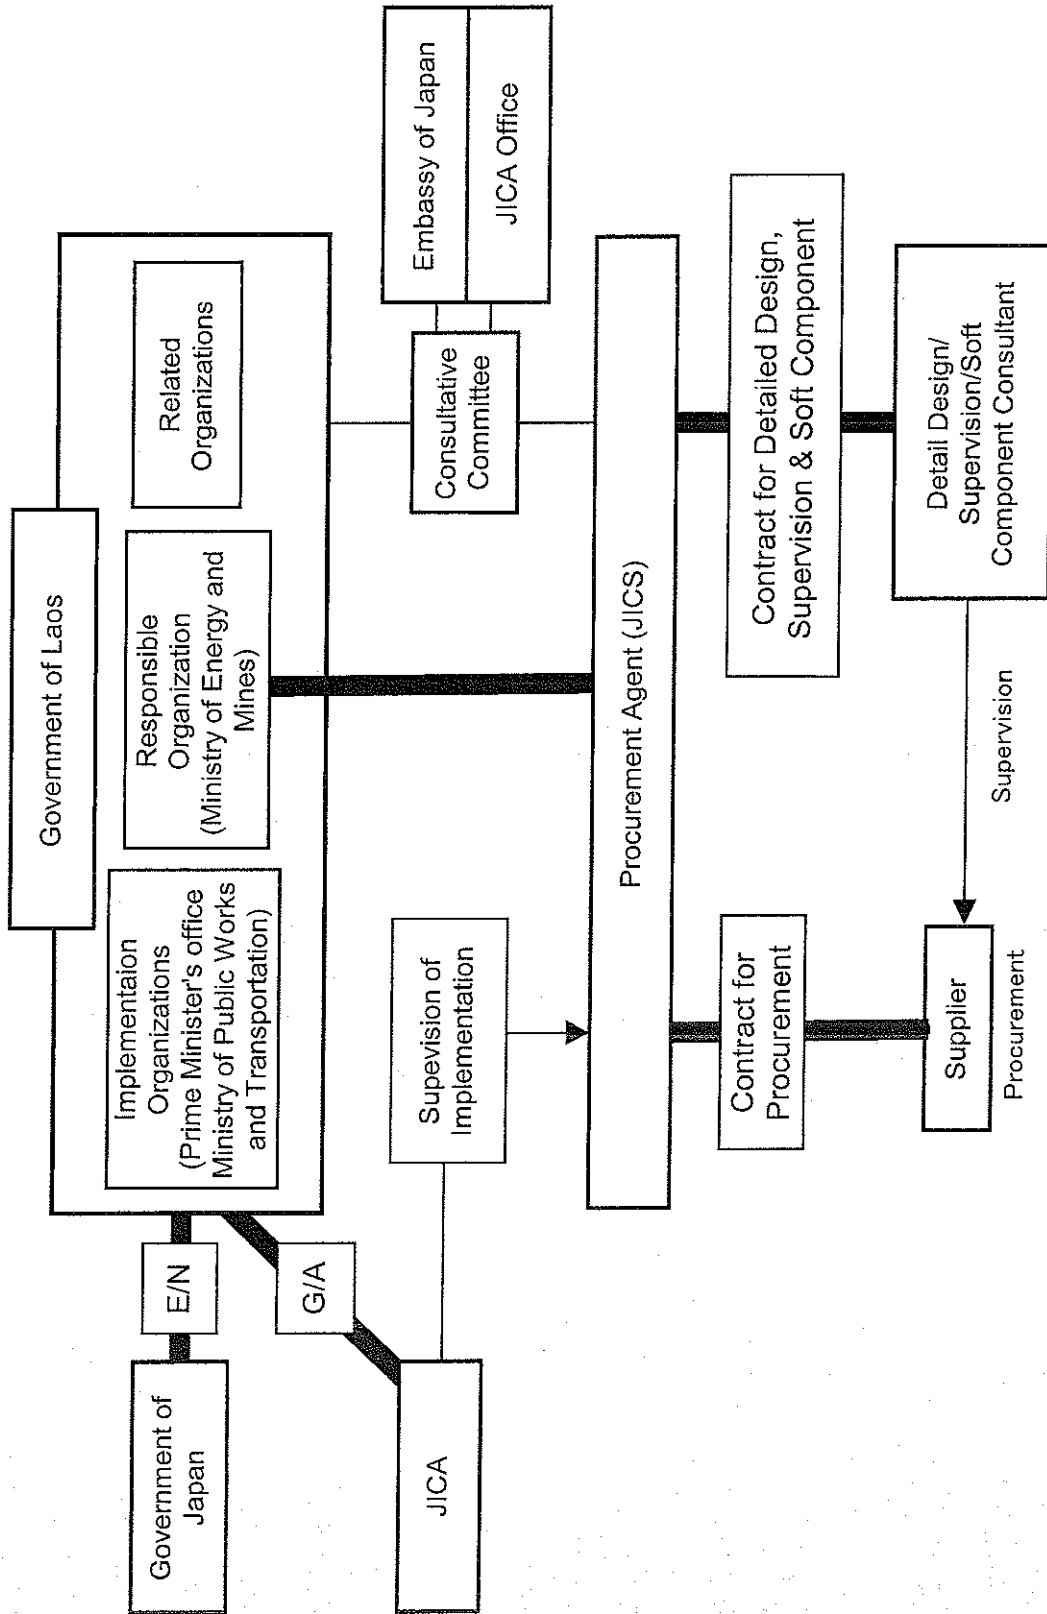 Government of Laos
Implementaion
Organizations
(Prime Minister's office
Ministry of Public Works
and Transportation)
Responsible
Organization
(Ministry of Energy and
Mines)
Related
Organizations
Government of
Japan
E/N
G/A
JICA
Supevision of
Implementation
Consultative
Committee
Embassy of Japan
JICA Office
Procurement Agent (JICS)
Contract for
Procurement
Contract for Detailed Design,
Supervision & Soft Component
Supplier
Procurement
Supervision
Detail Design/
Supervision/Soft
Component Consultant